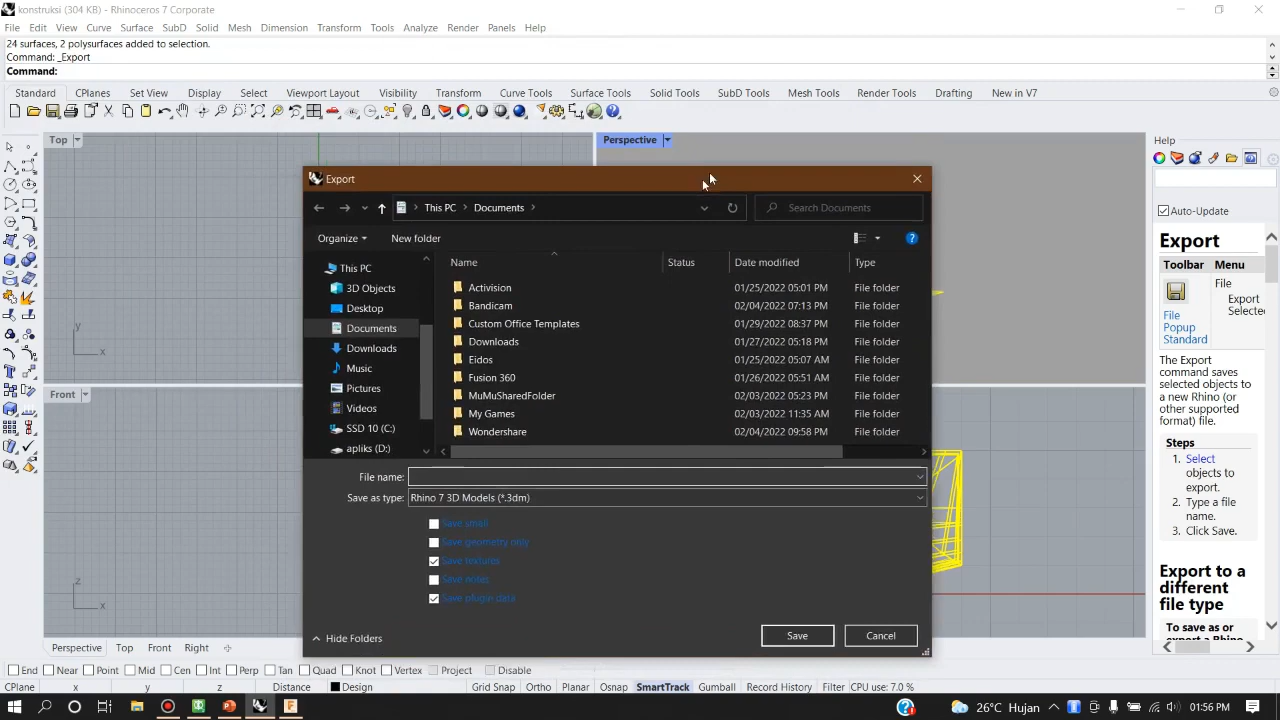 konstruksi (304 KB) - Rhinoceros 7 Corporate
File Edit View Curve Surface SubD Solid Mesh Dimension Transform Tools Analyze Render Panels Help
24 surfaces, 2 polysurfaces added to selection.
Command: _Export
Command:
Standard CPlanes Set View Display Select Viewport Layout Visibility Transform Curve Tools Surface Tools Solid Tools SubD Tools Mesh Tools Render Tools Drafting New in V7
Top
Perspective
Help
Export
This PC Documents
Search Documents
Auto-Update
Organize New folder
Export
Name Status Date modified Type
Toolbar Menu
This PC
3D Objects
Desktop
Documents
Downloads
Music
Pictures
Videos
SSD 10 (C:)
apliks (D:)
Activision 01/25/2022 05:01 PM File folder
Bandicam 02/04/2022 07:13 PM File folder
Custom Office Templates 01/29/2022 08:37 PM File folder
Downloads 01/27/2022 05:18 PM File folder
Eidos 01/25/2022 05:07 AM File folder
Fusion 360 01/26/2022 05:51 AM File folder
MuMuSharedFolder 02/03/2022 05:23 PM File folder
My Games 02/03/2022 11:35 AM File folder
Wondershare 02/04/2022 09:58 PM File folder
File name:
Save as type: Rhino 7 3D Models (*.3dm)
Save small
Save geometry only
Save textures
Save notes
Save plugin data
Hide Folders
Save Cancel
File
Export
Selected
File
Popup
Standard
The Export
command saves
selected objects to
a new Rhino (or
other supported
format) file.
Steps
1. Select
objects to
export.
2. Type a file
name.
3. Click Save.
Export to a
different
file type
To save as or
export a Rhino
y
x
Front
z
x
Perspective Top Front Right
End Near Point Mid Cen Int Perp Tan Quad Knot Vertex Project Disable
CPlane x y z Distance Design Grid Snap Ortho Planar Osnap SmartTrack Gumball Record History Filter CPU use: 7.0 %
26°C Hujan 01:56 PM